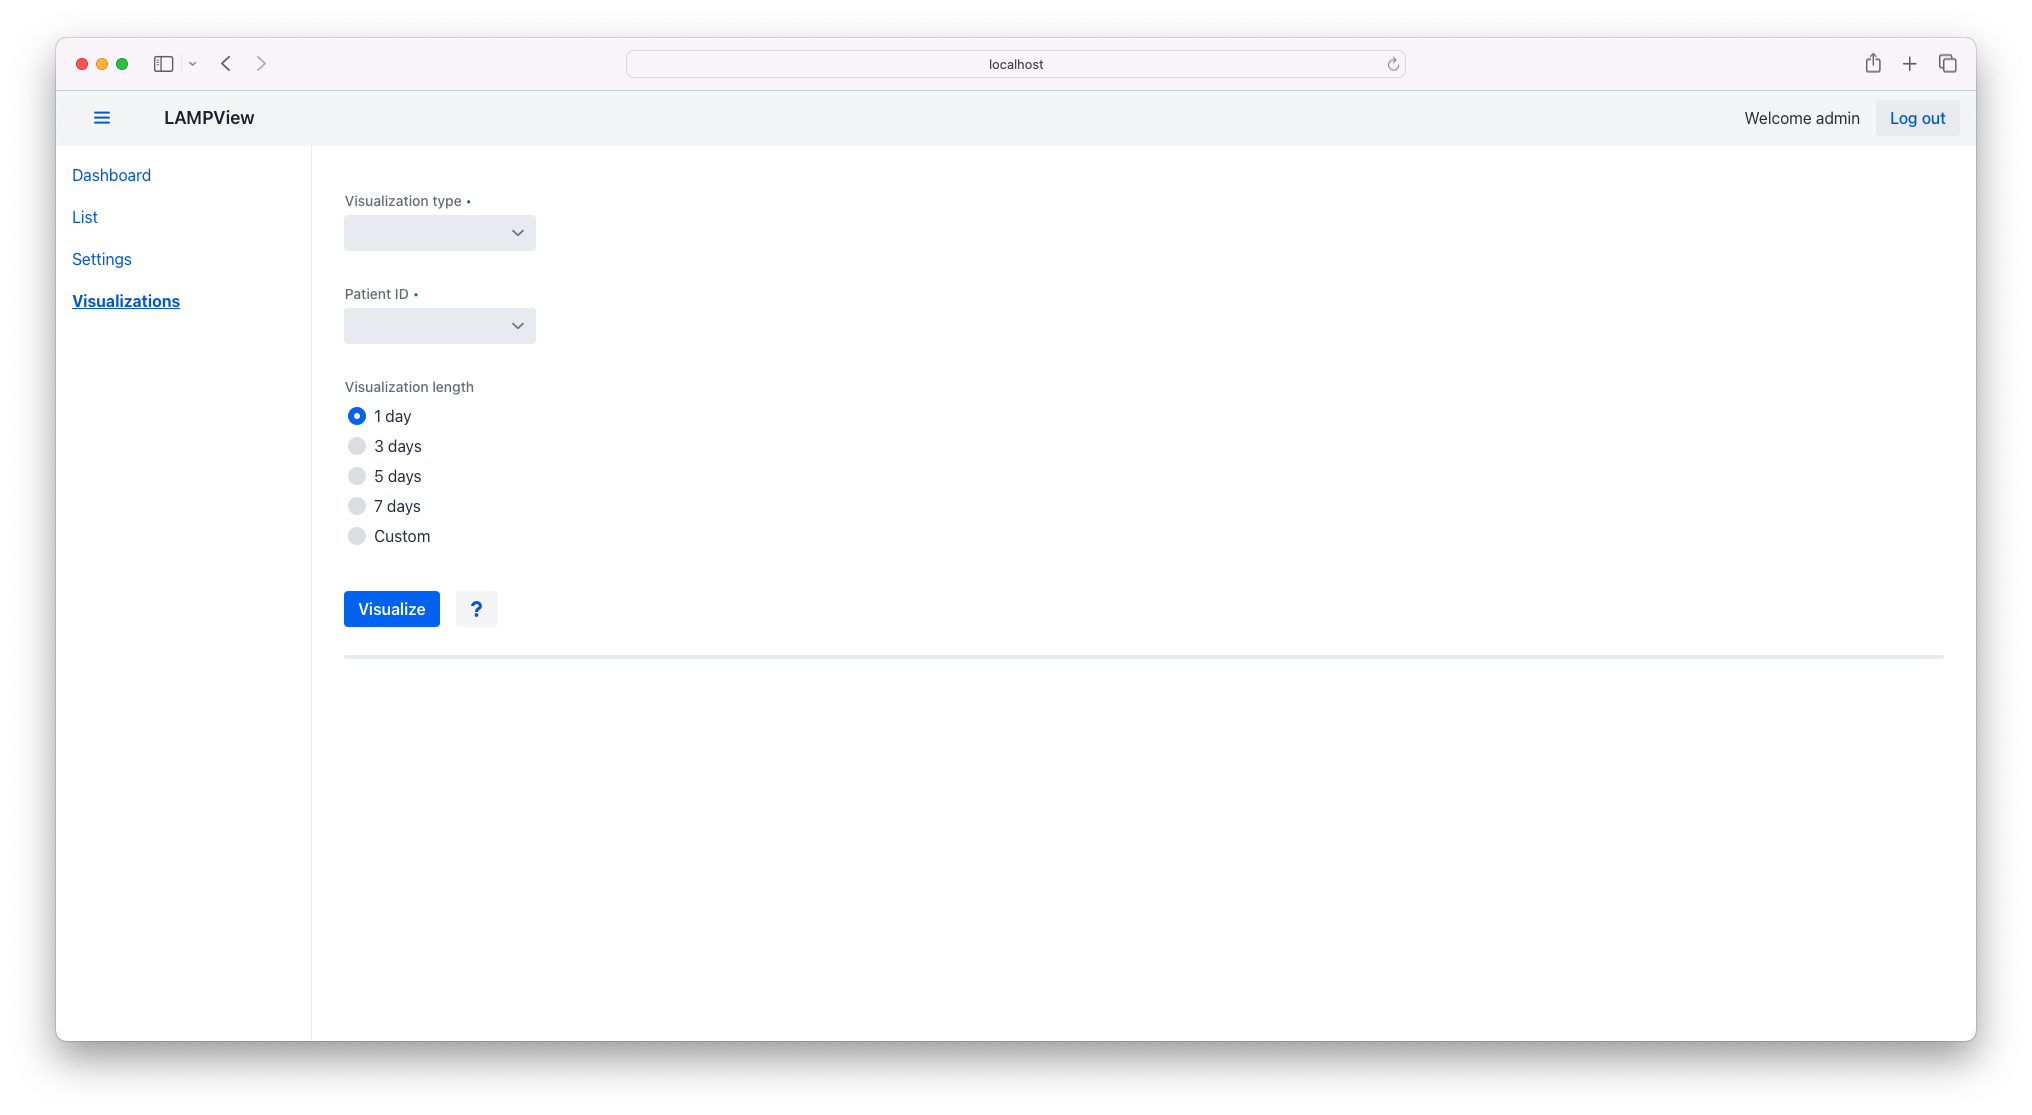 localhost
LAMPView
Welcome admin
Log out
Dashboard
List
Settings
Visualizations
Visualization type •
Patient ID •
Visualization length
1 day
3 days
5 days
7 days
Custom
Visualize
?